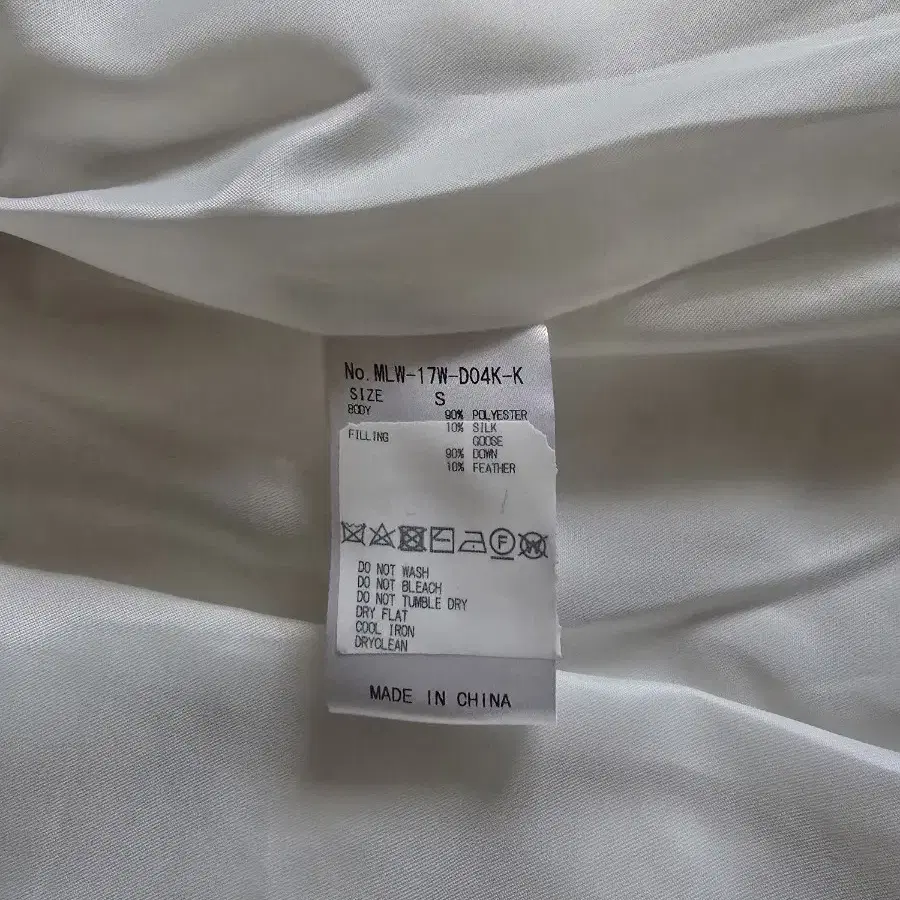 No. MLW-17W-D04K-K
SIZE S
BODY 90% POLYESTER
10% SILK
FILLING GOOSE
90% DOWN
10% FEATHER
F W
DO NOT WASH
DO NOT BLEACH
DO NOT TUMBLE DRY
DRY FLAT
COOL IRON
DRYCLEAN
MADE IN CHINA